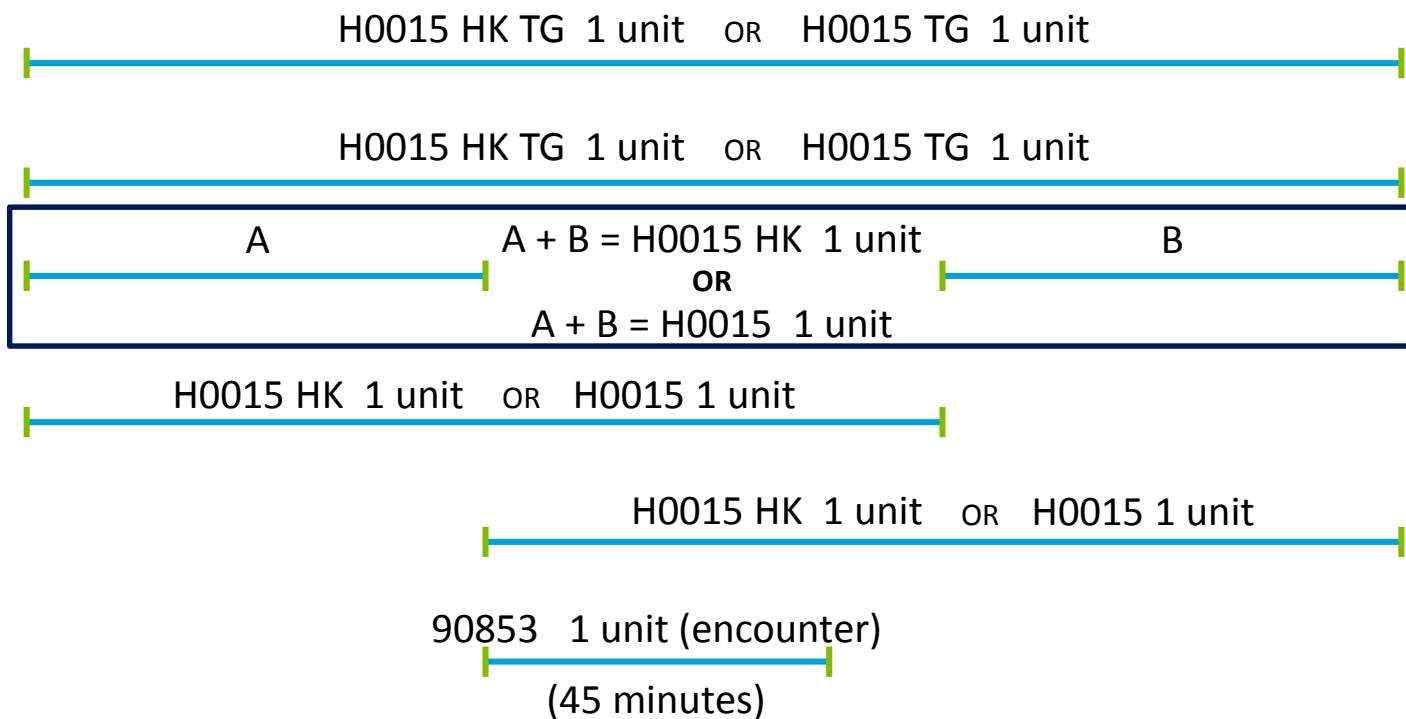 H0015 HK TG 1 unit OR H0015 TG 1 unit
H0015 HK TG 1 unit OR H0015 TG 1 unit
A A + B = H0015 HK 1 unit B
OR
A + B = H0015 1 unit
H0015 HK 1 unit OR H0015 1 unit
H0015 HK 1 unit OR H0015 1 unit
90853 1 unit (encounter)
(45 minutes)